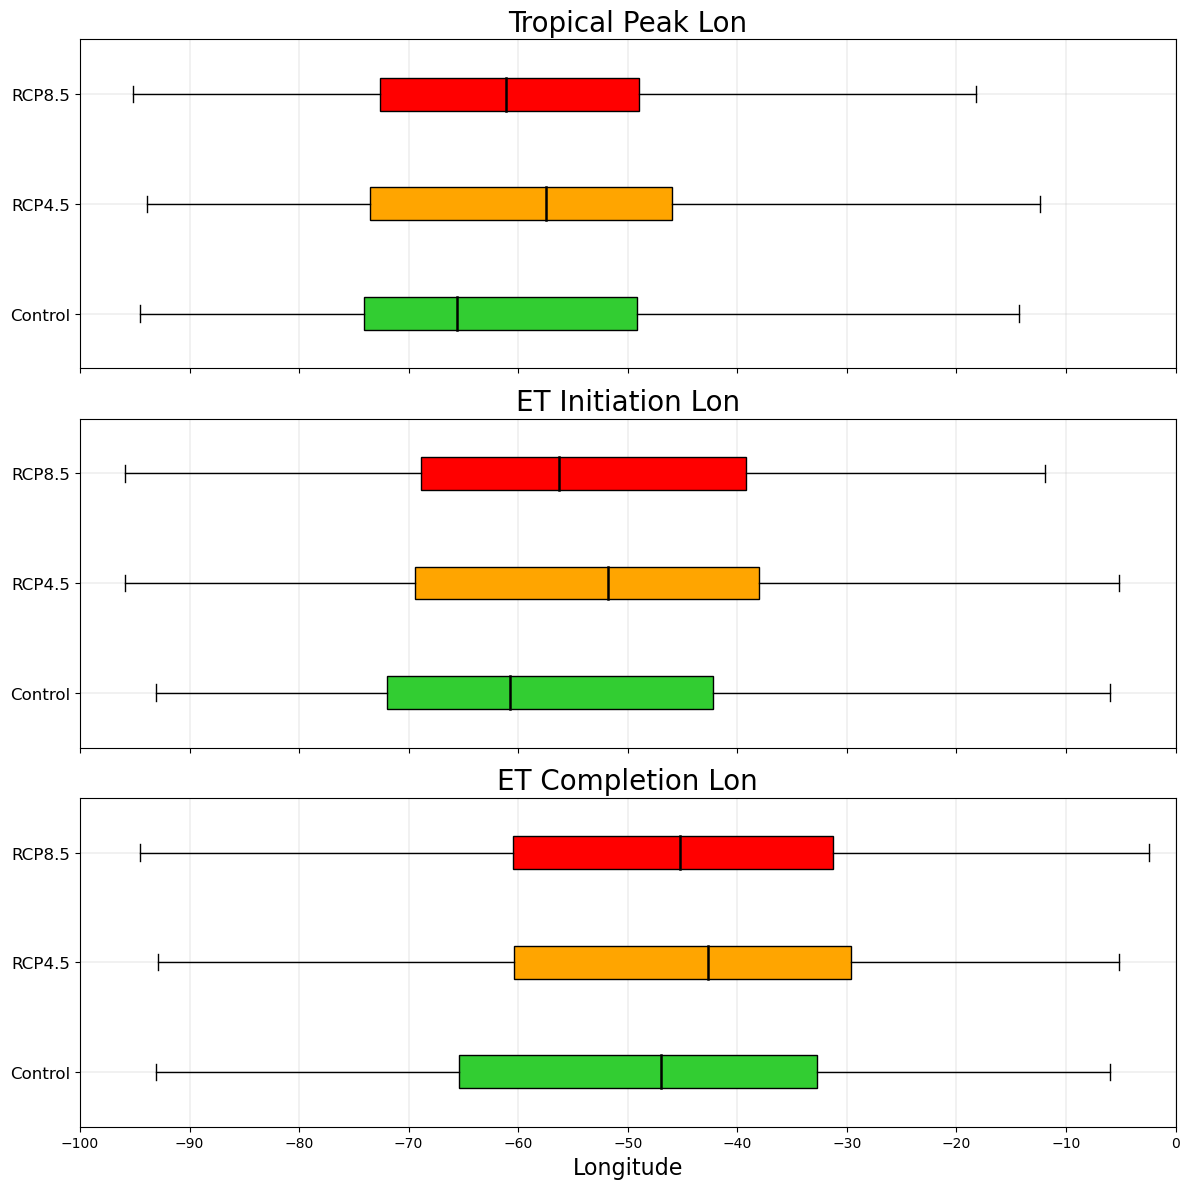 Tropical Peak Lon
RCP8.5
RCP4.5
Control
ET Initiation Lon
RCP8.5
RCP4.5
Control
ET Completion Lon
RCP8.5
RCP4.5
Control
−100 −90 −80 −70 −60 −50 −40 −30 −20 −10 0
Longitude